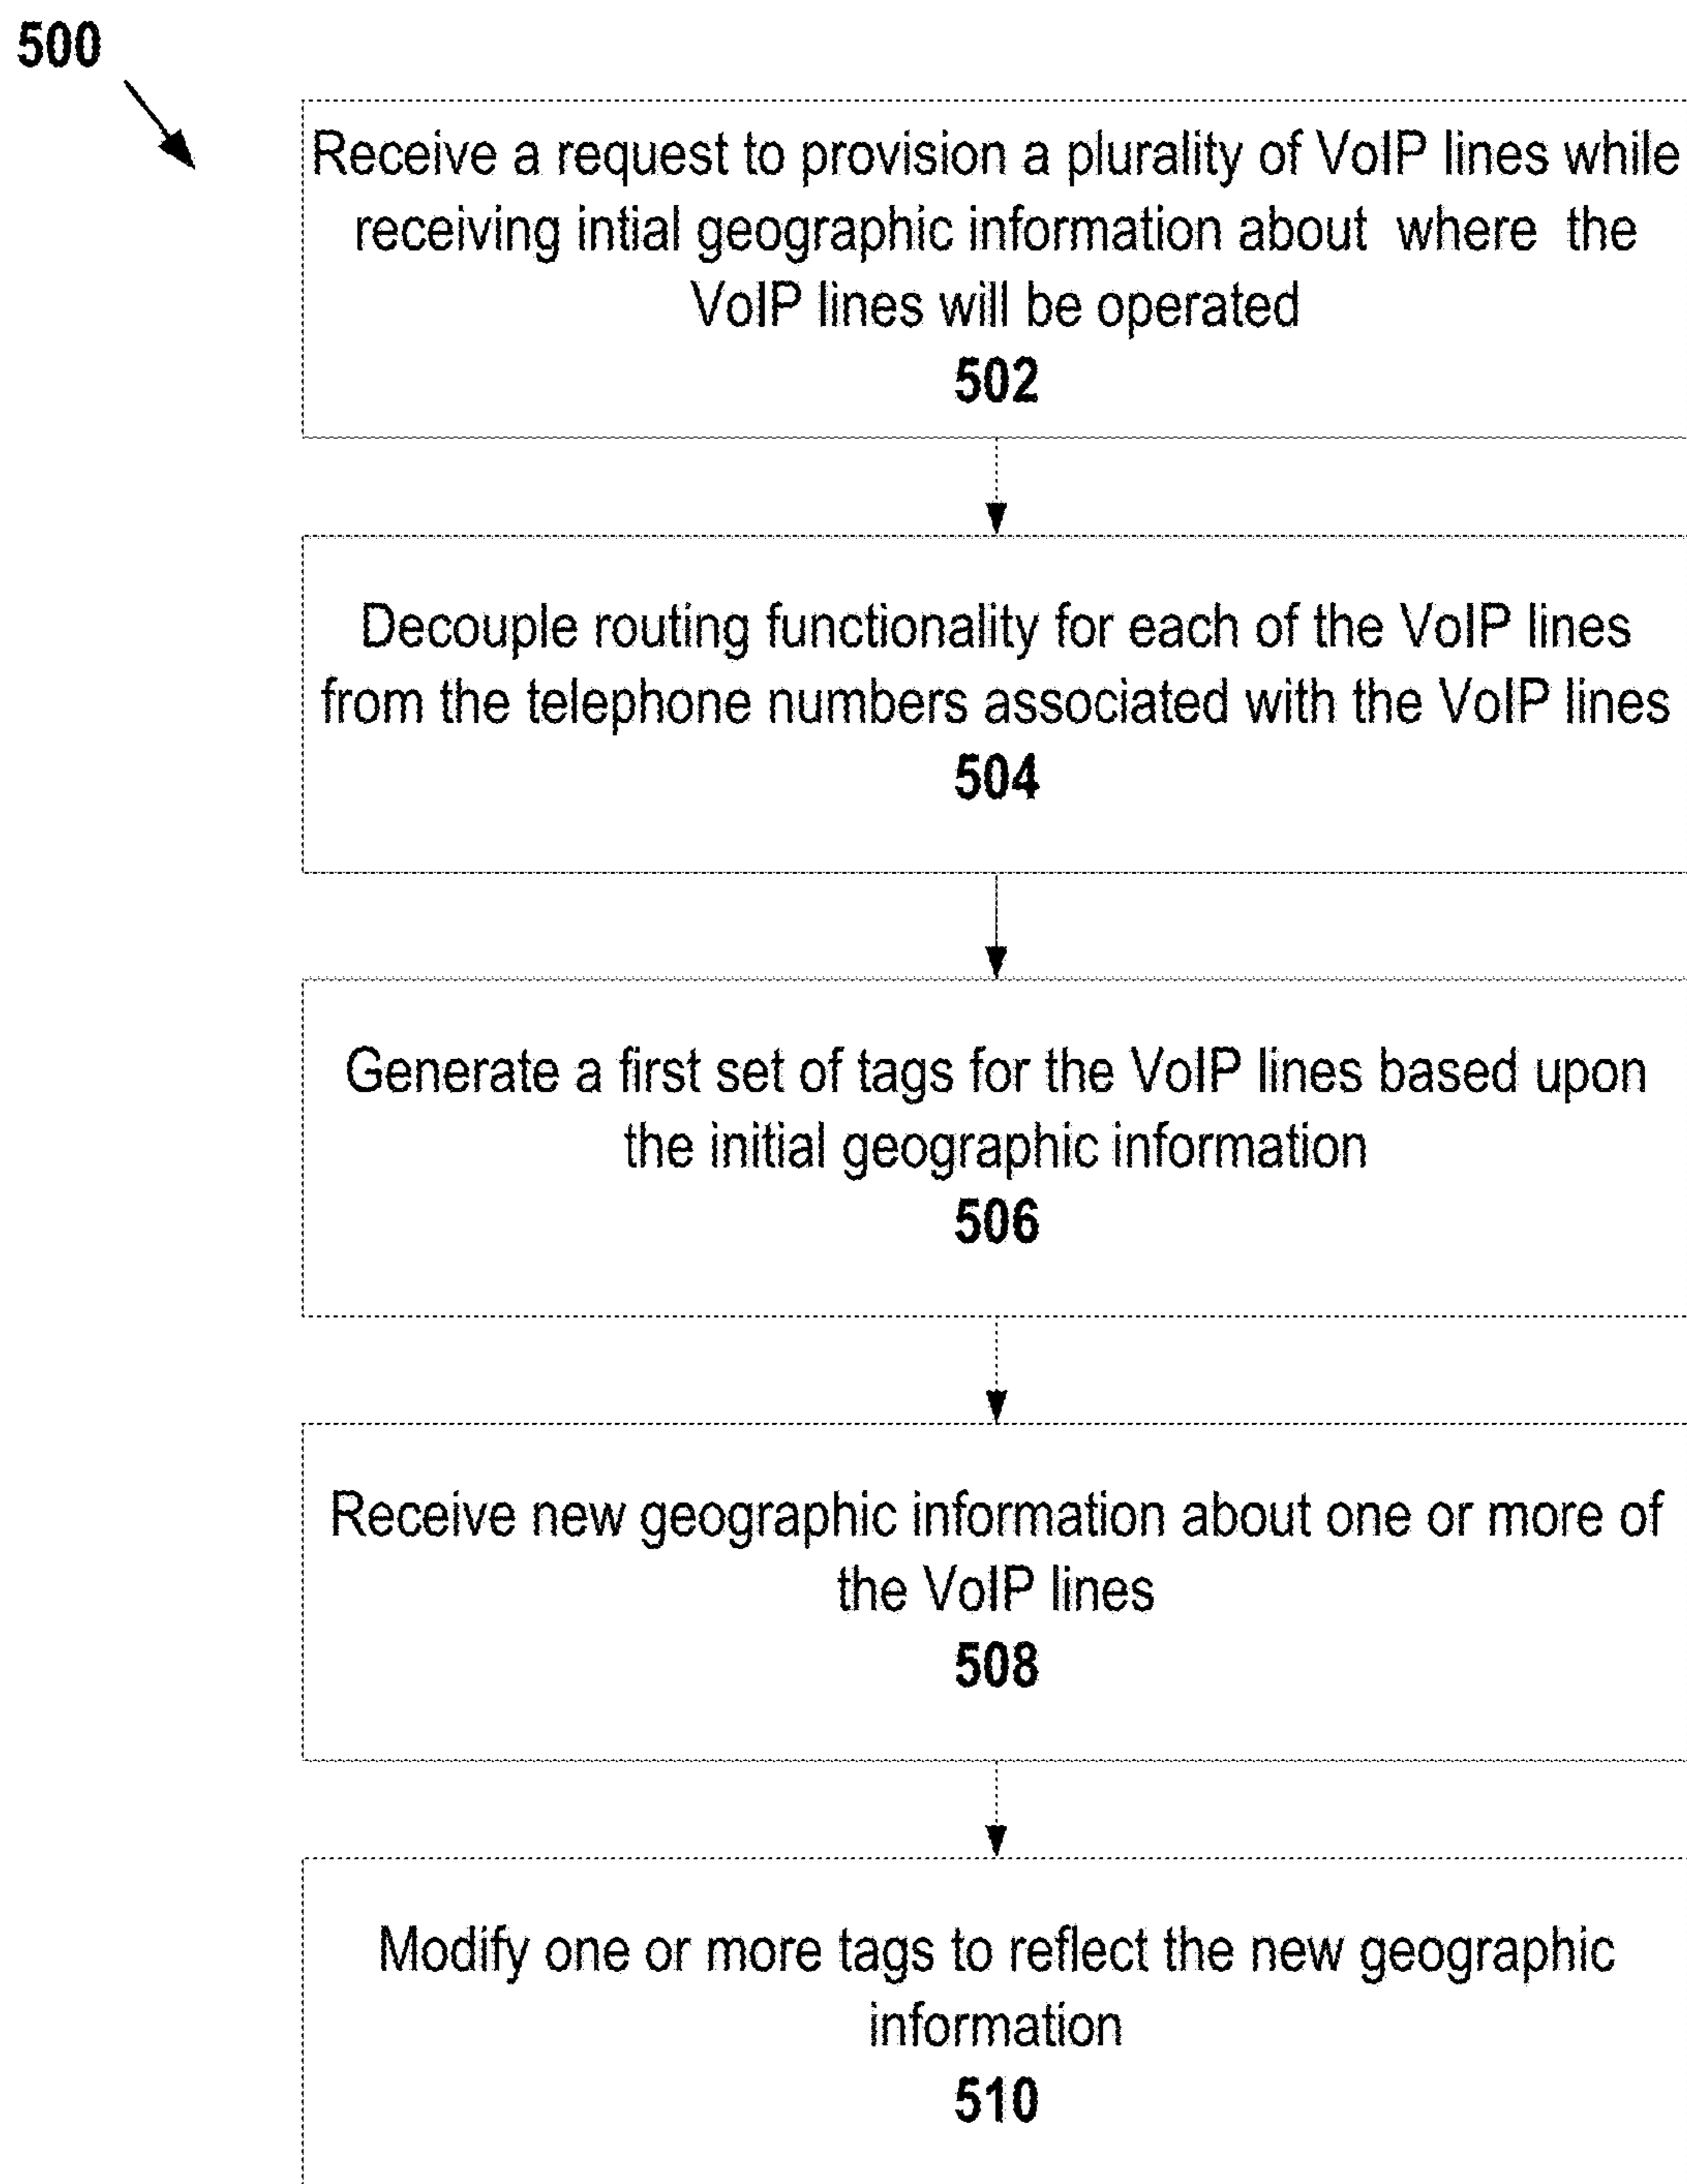 500
Receive a request to provision a plurality of VoIP lines while
receiving intial geographic information about where the
VoIP lines will be operated
502
Decouple routing functionality for each of the VoIP lines
from the telephone numbers associated with the VoIP lines
504
Generate a first set of tags for the VoIP lines based upon
the initial geographic information
506
Receive new geographic information about one or more of
the VoIP lines
508
Modify one or more tags to reflect the new geographic
information
510